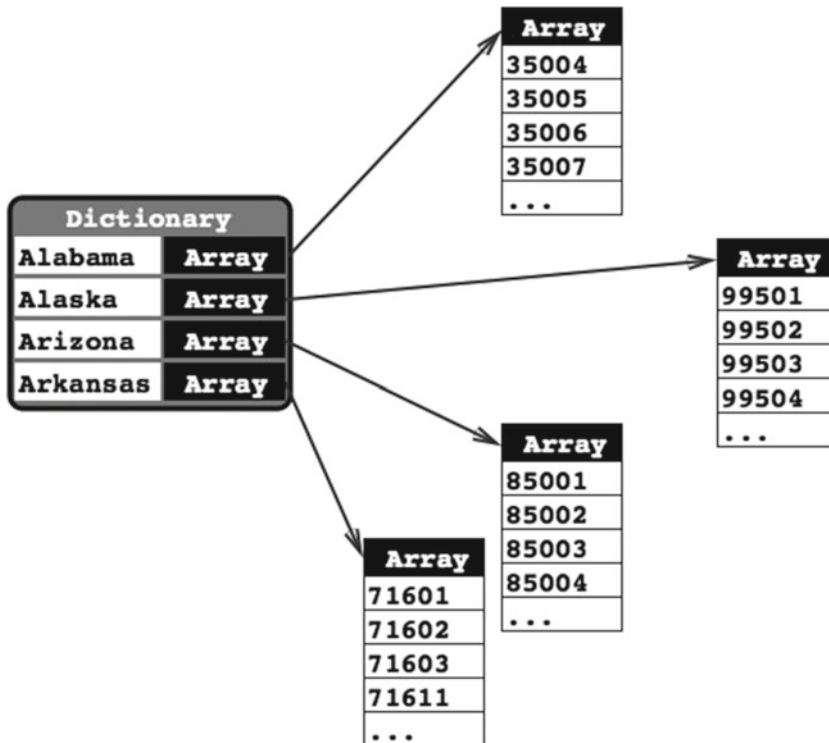 Array
35004
35005
35006
35007
...
Dictionary
Alabama Array
Alaska Array
Arizona Array
Arkansas Array
Array
99501
99502
99503
99504
...
Array
85001
85002
85003
85004
...
Array
71601
71602
71603
71611
...